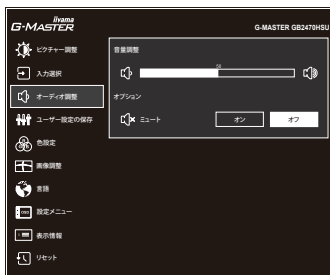 iiyama
G-MASTER
G-MASTER GB2470HSU
ピクチャー調整
入力選択
オーディオ調整
ユーザー設定の保存
色設定
画像調整
言語
設定メニュー
表示情報
リセット
音量調整
50
オプション
ミュート
オン
オフ
OSD